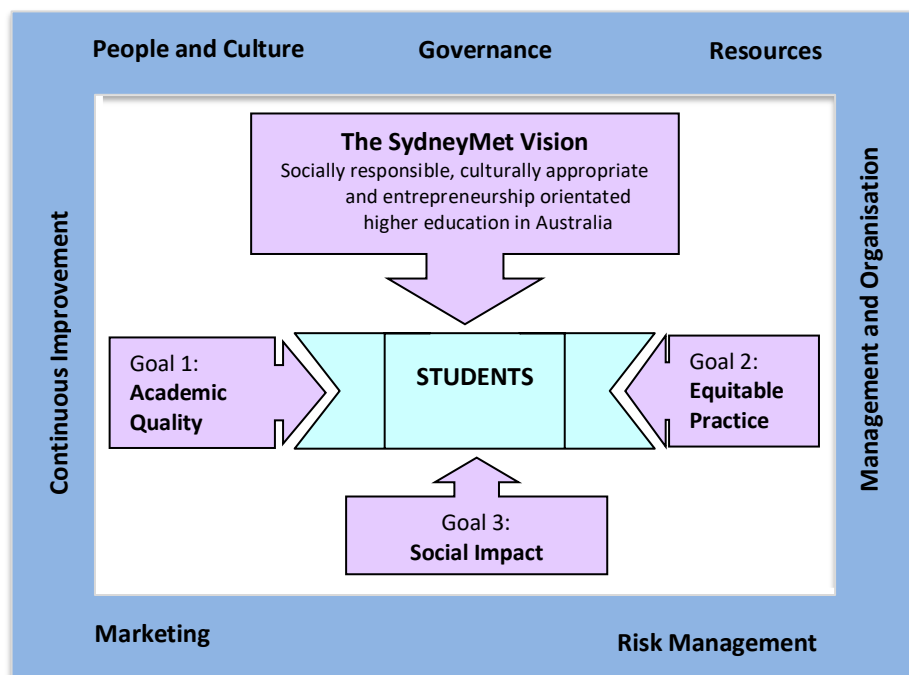 People and Culture
Governance
Resources
The SydneyMet Vision
Socially responsible, culturally appropriate
and entrepreneurship orientated
higher education in Australia
Continuous Improvement
Management and Organisation
Goal 1:
Academic
Quality
STUDENTS
Goal 2:
Equitable
Practice
Goal 3:
Social Impact
Marketing
Risk Management